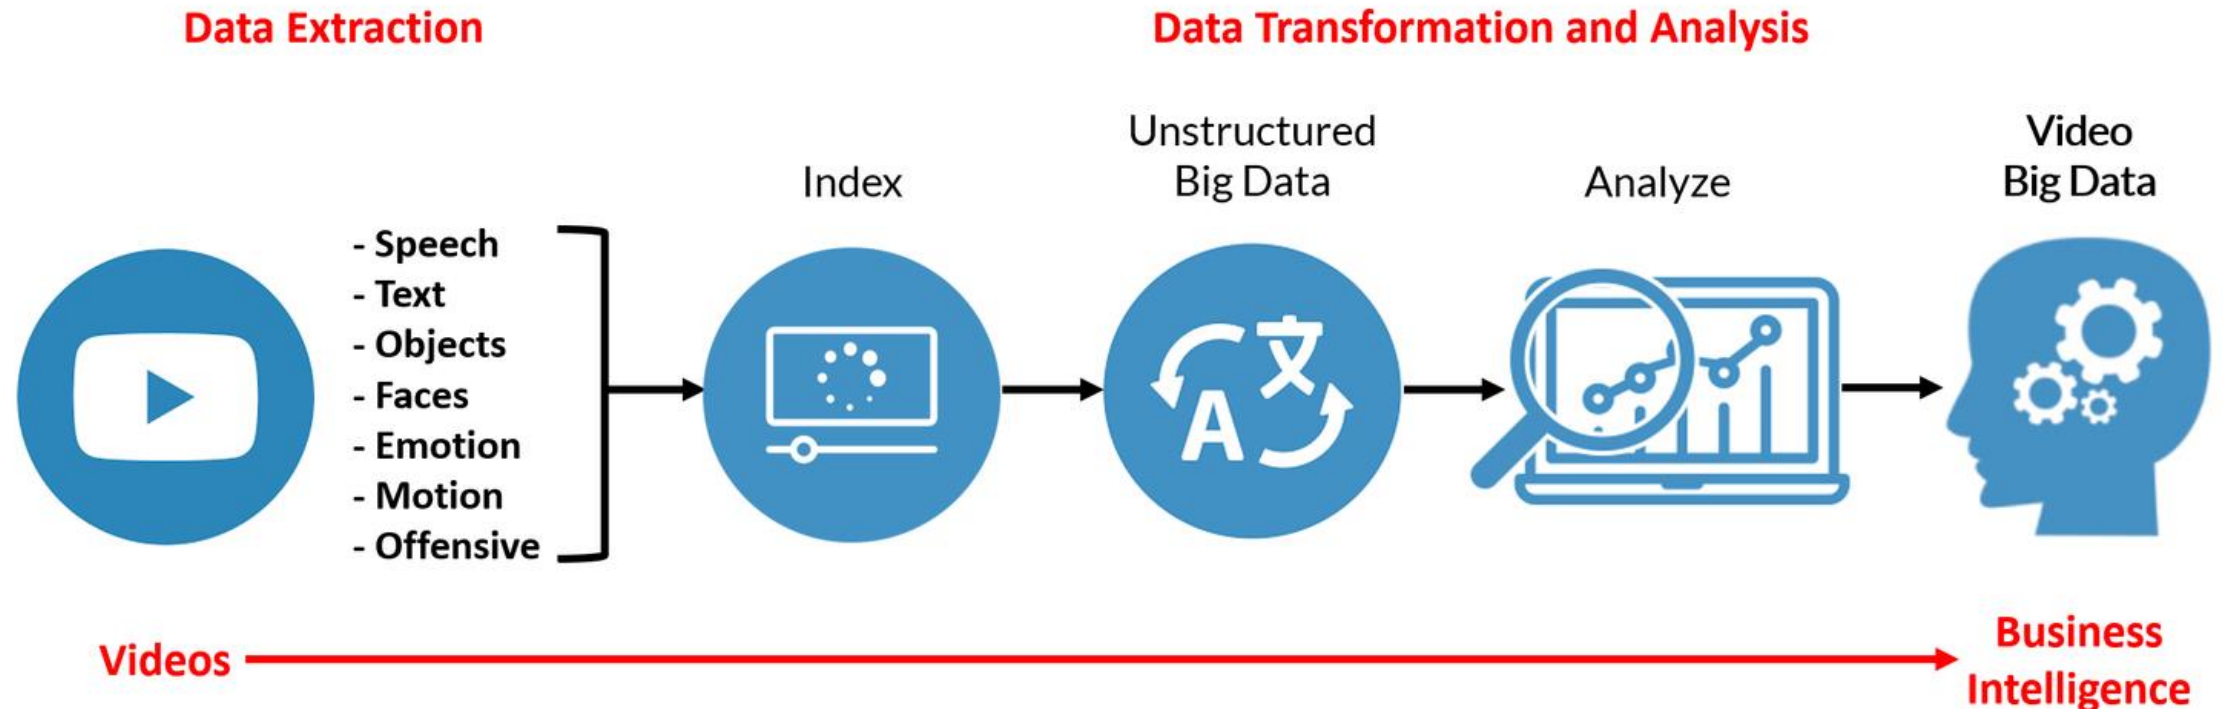 Data Extraction
Data Transformation and Analysis
Index
Unstructured
Big Data
Analyze
Video
Big Data
- Speech
- Text
- Objects
- Faces
- Emotion
- Motion
- Offensive
文
A
Videos
Business
Intelligence